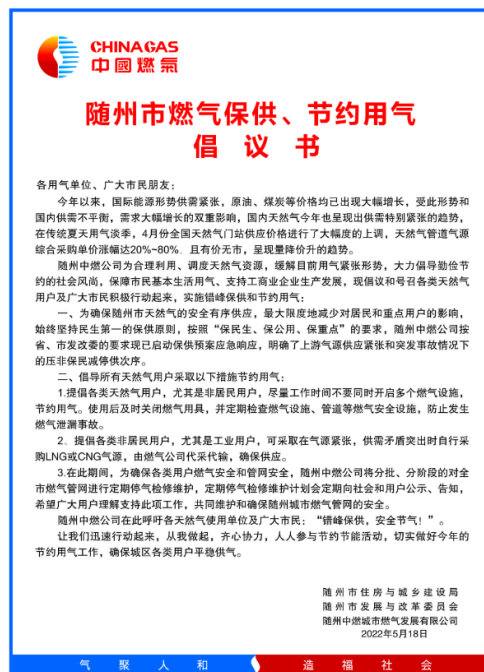 CHINA GAS
中國燃氣
随州市燃气保供、节约用气
倡议书
各用气单位、广大市民朋友：
今年以来，国际能源形势供需紧张，原油、煤炭等价格均已出现大幅增长，受此形势和
国内供需不平衡，需求大幅增长的双重影响，国内天然气今年也呈现出供需特别紧张的趋势，
在传统夏天用气淡季，4月份全国天然气门站供应价格进行了大幅度的上调，天然气管道气源
综合采购单价涨幅达20%~80%，且有价无市，呈现量降价升的趋势。
随州中燃公司为合理利用、调度天然气资源，缓解目前用气紧张形势，大力倡导勤俭节
约的社会风尚，保障市民基本生活用气、支持工商业企业生产发展，现倡议和号召各类天然气
用户及广大市民积极行动起来，实施错峰保供和节约用气：
一、为确保随州市天然气的安全有序供应，最大限度地减少对居民和重点用户的影响，
始终坚持民生第一的保供原则，按照“保民生、保公用、保重点”的要求，随州中燃公司按
省、市发改委的要求现已启动保供预案应急响应，明确了上游气源供应紧张和突发事故情况下
的压非保民减停供次序。
二、倡导所有天然气用户采取以下措施节约用气：
1.提倡各类天然气用户，尤其是非居民用户，尽量工作时间不要同时开启多个燃气设施，
节约用气。使用后及时关闭燃气用具，并定期检查燃气设施、管道等燃气安全设施，防止发生
燃气泄漏事故。
2、提倡各类非居民用户，尤其是工业用户，可采取在气源紧张，供需矛盾突出时自行采
购LNG或CNG气源，由燃气公司代采代输，确保供应。
3.在此期间，为确保各类用户燃气安全和管网安全，随州中燃公司将分批、分阶段的对全
市燃气管网进行定期停气检修维护，定期停气检修维护计划会定期向社会和用户公示、告知，
希望广大用户理解支持此项工作，共同维护和确保随州城市燃气管网的安全。
随州中燃公司在此呼吁各天然气使用单位及广大市民：“错峰保供，安全节气！”。
让我们迅速行动起来，从我做起，齐心协力，人人参与节约节能活动，切实做好今年的
节约用气工作，确保城区各类用户平稳供气。
随州市住房与城乡建设局
随州市发展与改革委员会
随州中燃城市燃气发展有限公司
2022年5月18日
气聚人和 造福社会